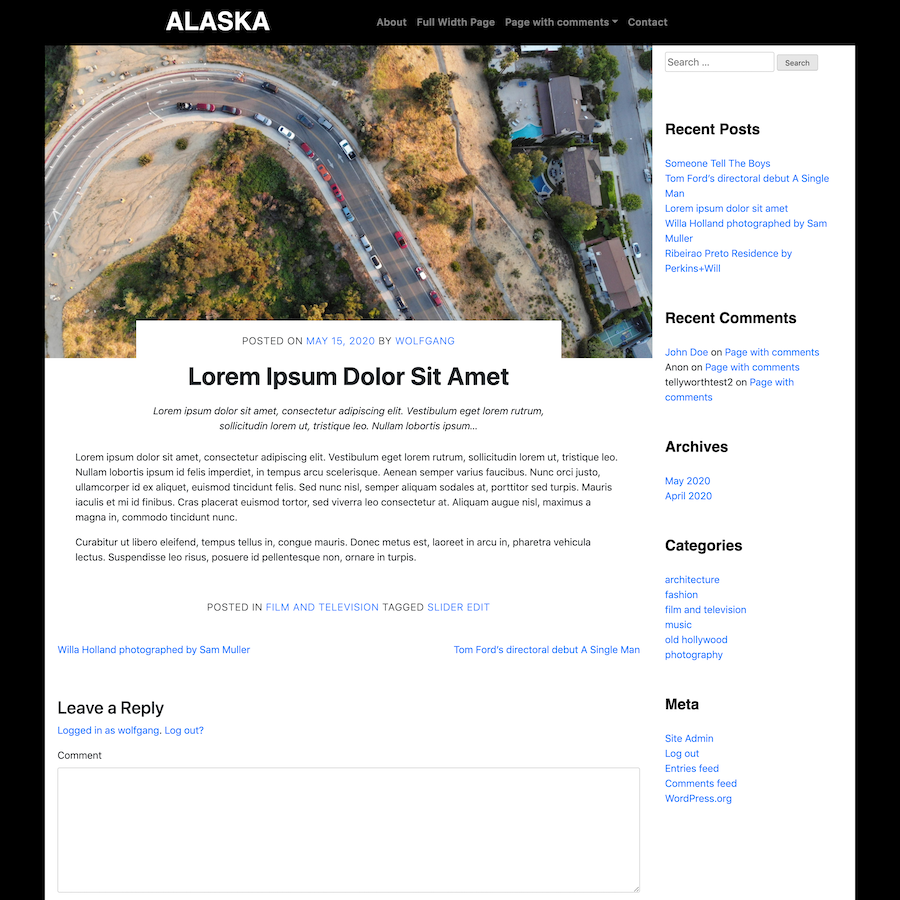 ALASKA
About Full Width Page Page with comments Contact
Search ...
Search
POSTED ON MAY 15, 2020 BY WOLFGANG
Lorem Ipsum Dolor Sit Amet
Lorem ipsum dolor sit amet, consectetur adipiscing elit. Vestibulum eget lorem rutrum,
sollicitudin lorem ut, tristique leo. Nullam lobortis ipsum...
Lorem ipsum dolor sit amet, consectetur adipiscing elit. Vestibulum eget lorem rutrum, sollicitudin lorem ut, tristique leo.
Nullam lobortis ipsum id felis imperdiet, in tempus arcu scelerisque. Aenean semper varius faucibus. Nunc orci justo,
ullamcorper id ex aliquet, euismod tincidunt felis. Sed nunc nisl, semper aliquam sodales at, porttitor sed turpis. Mauris
iaculis et mi id finibus. Cras placerat euismod tortor, sed viverra leo consectetur at. Aliquam augue nisl, maximus a
magna in, commodo tincidunt nunc.
Curabitur ut libero eleifend, tempus tellus in, congue mauris. Donec metus est, laoreet in arcu in, pharetra vehicula
lectus. Suspendisse leo risus, posuere id pellentesque non, ornare in turpis.
POSTED IN FILM AND TELEVISION TAGGED SLIDER EDIT
Willa Holland photographed by Sam Muller
Tom Ford's directoral debut A Single Man
Leave a Reply
Logged in as wolfgang. Log out?
Comment
Recent Posts
Someone Tell The Boys
Tom Ford's directoral debut A Single
Man
Lorem ipsum dolor sit amet
Willa Holland photographed by Sam
Muller
Ribeirao Preto Residence by
Perkins+Will
Recent Comments
John Doe on Page with comments
Anon on Page with comments
tellyworthtest2 on Page with
comments
Archives
May 2020
April 2020
Categories
architecture
fashion
film and television
music
old hollywood
photography
Meta
Site Admin
Log out
Entries feed
Comments feed
WordPress.org